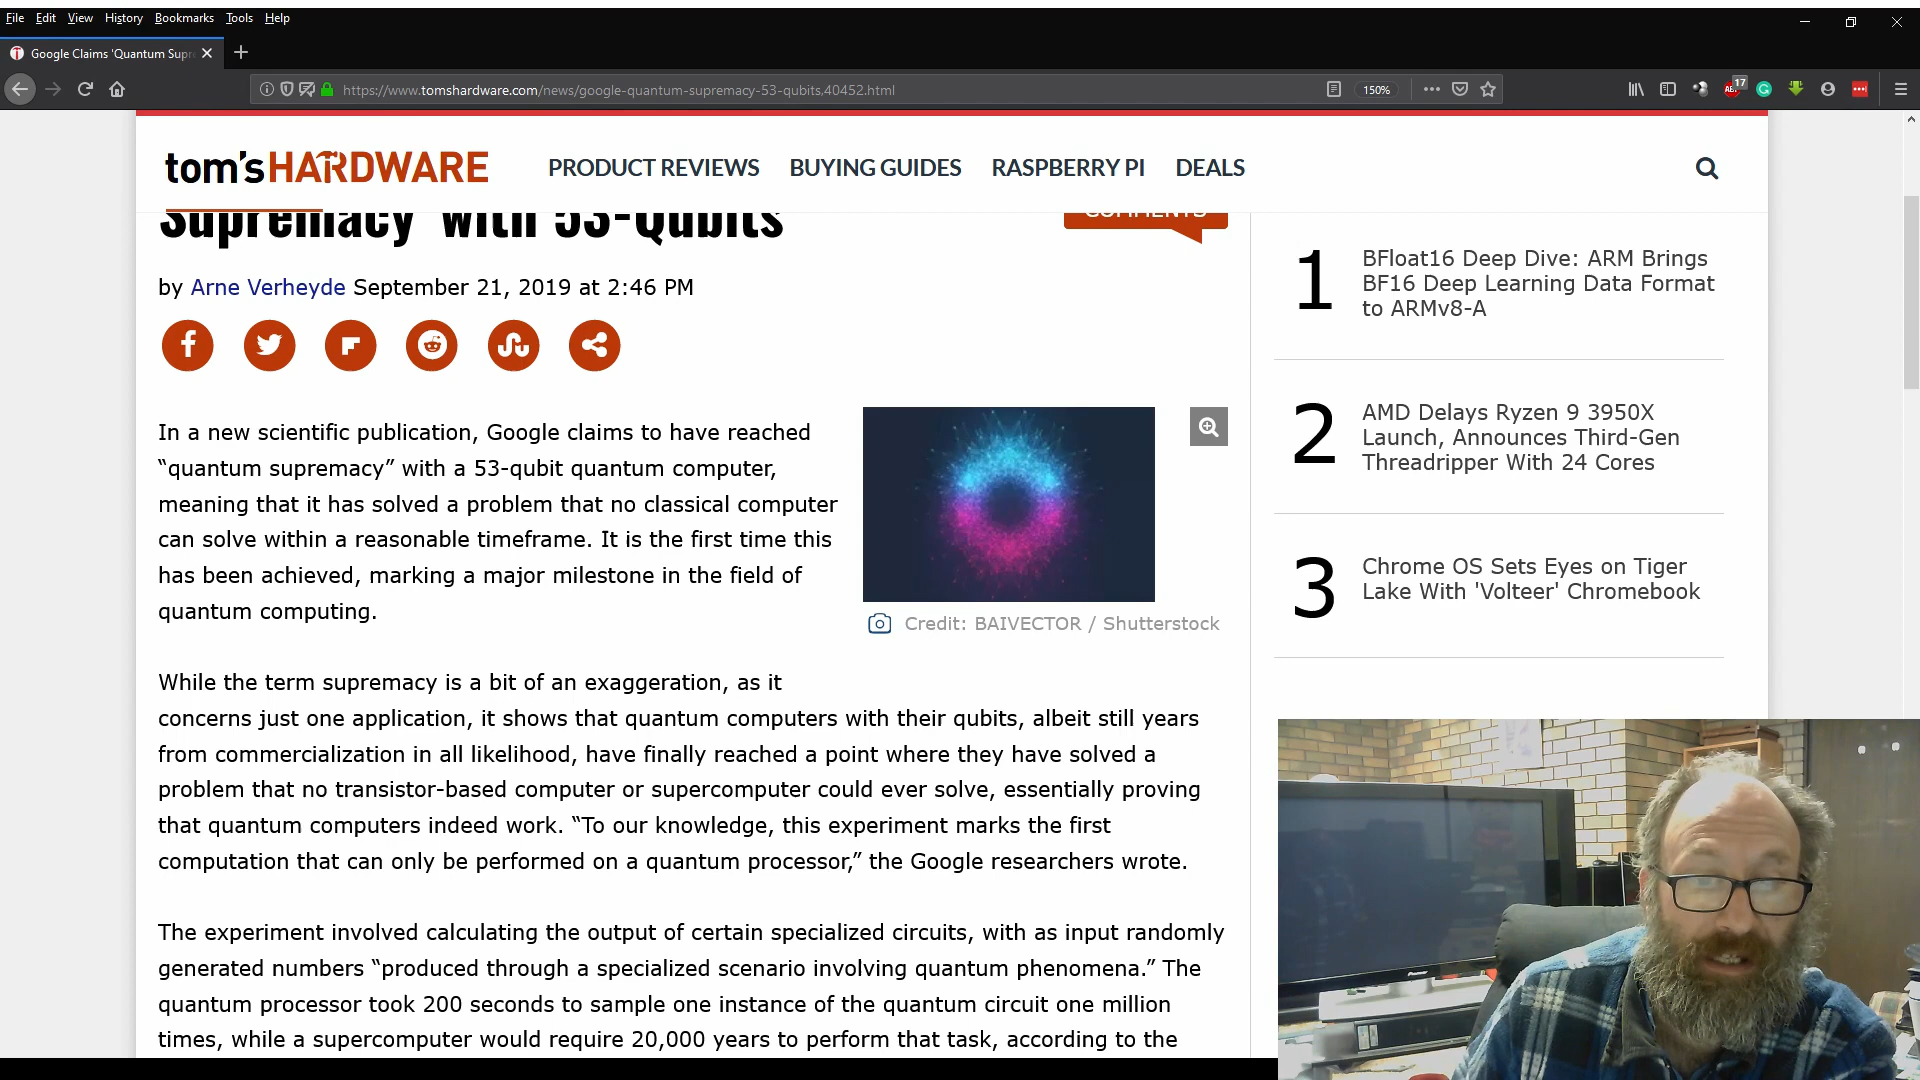 File Edit View History Bookmarks Tools Help
Google Claims 'Quantum Supr
https://www.tomshardware.com/news/google-quantum-supremacy-53-qubits,40452.html
150%
17
tom's HARDWARE
PRODUCT REVIEWS BUYING GUIDES RASPBERRY PI DEALS
Supremacy' With 53-Qubits
COMMENTS
by Arne Verheyde September 21, 2019 at 2:46 PM
In a new scientific publication, Google claims to have reached
“quantum supremacy” with a 53-qubit quantum computer,
meaning that it has solved a problem that no classical computer
can solve within a reasonable timeframe. It is the first time this
has been achieved, marking a major milestone in the field of
quantum computing.
Credit: BAIVECTOR / Shutterstock
While the term supremacy is a bit of an exaggeration, as it
concerns just one application, it shows that quantum computers with their qubits, albeit still years
from commercialization in all likelihood, have finally reached a point where they have solved a
problem that no transistor-based computer or supercomputer could ever solve, essentially proving
that quantum computers indeed work. “To our knowledge, this experiment marks the first
computation that can only be performed on a quantum processor,” the Google researchers wrote.
The experiment involved calculating the output of certain specialized circuits, with as input randomly
generated numbers “produced through a specialized scenario involving quantum phenomena.” The
quantum processor took 200 seconds to sample one instance of the quantum circuit one million
times, while a supercomputer would require 20,000 years to perform that task, according to the
1
BFloat16 Deep Dive: ARM Brings
BF16 Deep Learning Data Format
to ARMv8-A
2
AMD Delays Ryzen 9 3950X
Launch, Announces Third-Gen
Threadripper With 24 Cores
3
Chrome OS Sets Eyes on Tiger
Lake With 'Volteer' Chromebook